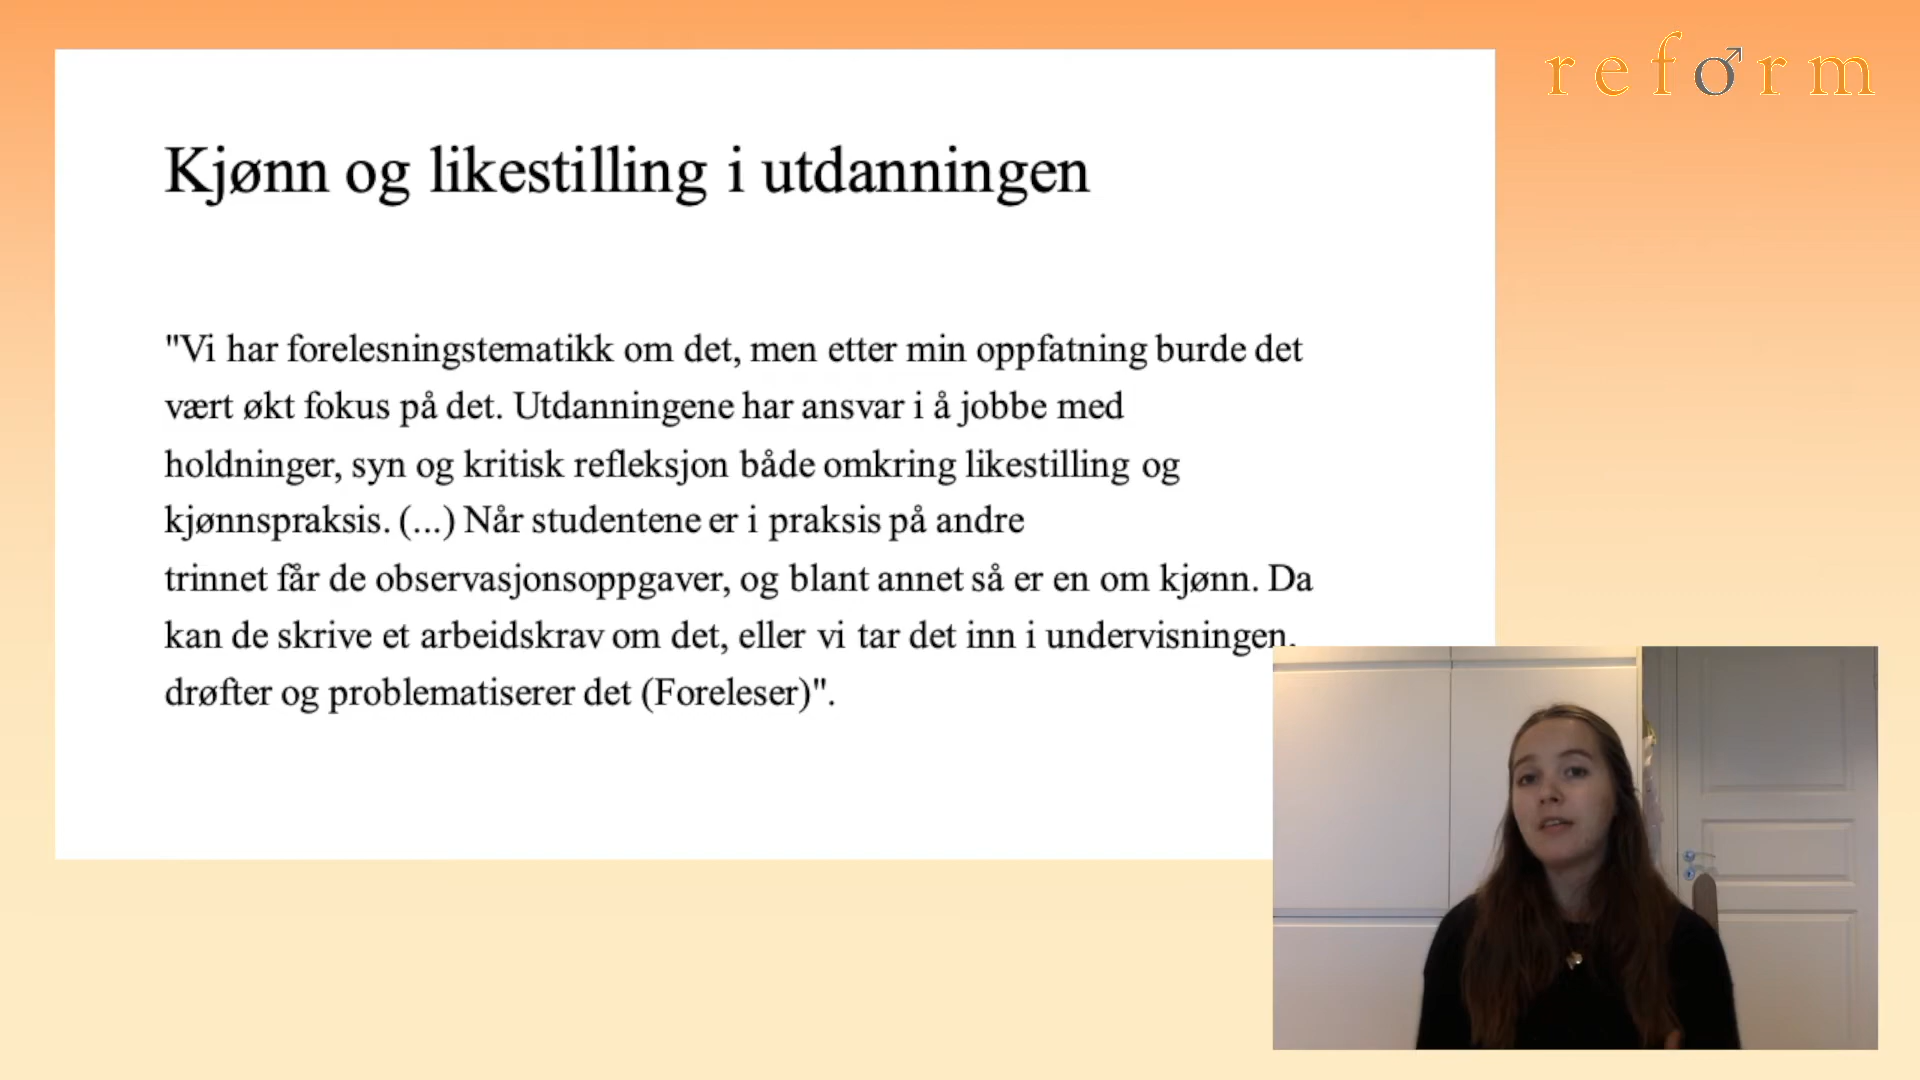 reform
Kjønn og likestilling i utdanningen
"Vi har forelesningstematikk om det, men etter min oppfatning burde det
vært økt fokus på det. Utdanningene har ansvar i å jobbe med
holdninger, syn og kritisk refleksjon både omkring likestilling og
kjønnspraksis. (...) Når studentene er i praksis på andre
trinnet får de observasjonsoppgaver, og blant annet så er en om kjønn. Da
kan de skrive et arbeidskrav om det, eller vi tar det inn i undervisningen,
drøfter og problematiserer det (Foreleser)".